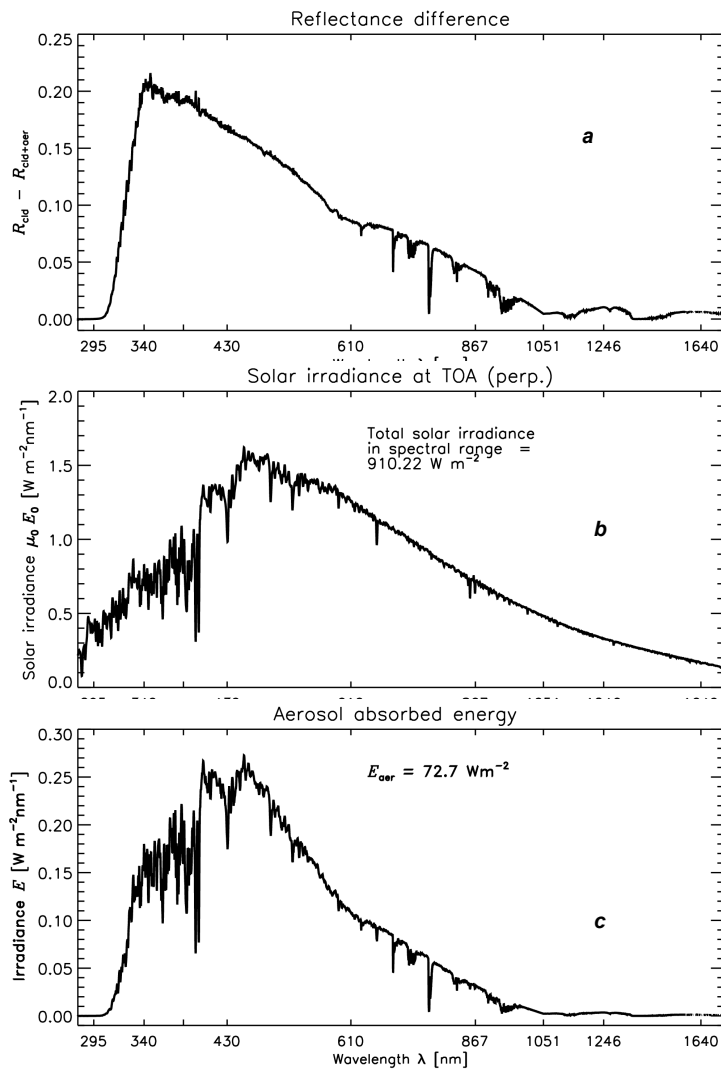 Reflectance difference
0.25
0.20
0.15
0.10
0.05
0.00
R_cld − R_cld+aer
a
295 340 430 610 867 1051 1246 1640
Solar irradiance at TOA (perp.)
2.0
1.5
1.0
0.5
0.0
Solar irradiance μ₀ E₀ [W m⁻²nm⁻¹]
Total solar irradiance
in spectral range =
910.22 W m⁻²
b
Aerosol absorbed energy
0.30
0.25
0.20
0.15
0.10
0.05
0.00
Irradiance E [W m⁻²nm⁻¹]
E_aer = 72.7 Wm⁻²
c
295 340 430 610 867 1051 1246 1640
Wavelength λ [nm]